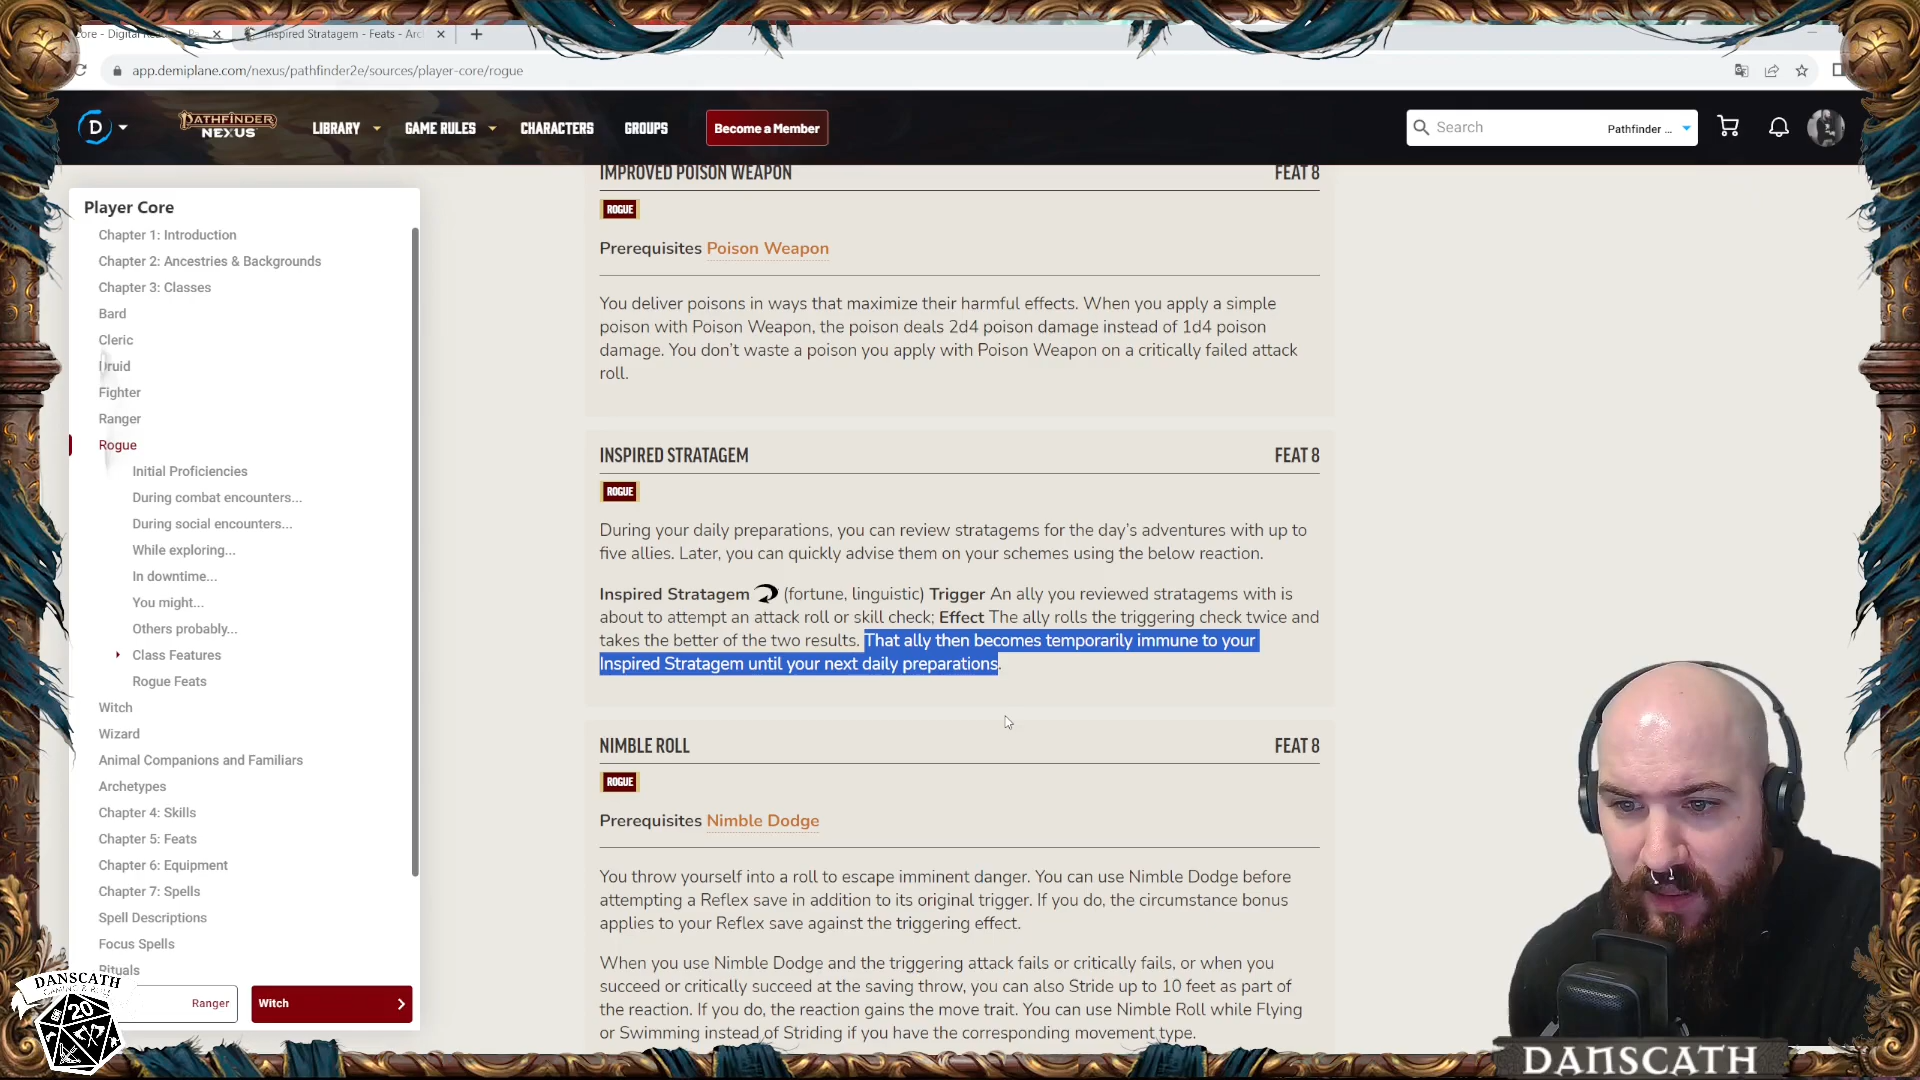 Core - Digital
Inspired Stratagem - Feats - Arc
app.demiplane.com/nexus/pathfinder2e/sources/player-core/rogue
D
PATHFINDER
NEXUS
LIBRARY
GAME RULES
CHARACTERS
GROUPS
Become a Member
Search
Pathfinder ...
Player Core
Chapter 1: Introduction
Chapter 2: Ancestries & Backgrounds
Chapter 3: Classes
Bard
Cleric
Druid
Fighter
Ranger
Rogue
Initial Proficiencies
During combat encounters...
During social encounters...
While exploring...
In downtime...
You might...
Others probably...
Class Features
Rogue Feats
Witch
Wizard
Animal Companions and Familiars
Archetypes
Chapter 4: Skills
Chapter 5: Feats
Chapter 6: Equipment
Chapter 7: Spells
Spell Descriptions
Focus Spells
Rituals
Ranger
Witch
IMPROVED POISON WEAPON FEAT 8
ROGUE
Prerequisites Poison Weapon
You deliver poisons in ways that maximize their harmful effects. When you apply a simple
poison with Poison Weapon, the poison deals 2d4 poison damage instead of 1d4 poison
damage. You don't waste a poison you apply with Poison Weapon on a critically failed attack
roll.
INSPIRED STRATAGEM FEAT 8
ROGUE
During your daily preparations, you can review stratagems for the day's adventures with up to
five allies. Later, you can quickly advise them on your schemes using the below reaction.
Inspired Stratagem (fortune, linguistic) Trigger An ally you reviewed stratagems with is
about to attempt an attack roll or skill check; Effect The ally rolls the triggering check twice and
takes the better of the two results. That ally then becomes temporarily immune to your
Inspired Stratagem until your next daily preparations.
NIMBLE ROLL FEAT 8
ROGUE
Prerequisites Nimble Dodge
You throw yourself into a roll to escape imminent danger. You can use Nimble Dodge before
attempting a Reflex save in addition to its original trigger. If you do, the circumstance bonus
applies to your Reflex save against the triggering effect.
When you use Nimble Dodge and the triggering attack fails or critically fails, or when you
succeed or critically succeed at the saving throw, you can also Stride up to 10 feet as part of
the reaction. If you do, the reaction gains the move trait. You can use Nimble Roll while Flying
or Swimming instead of Striding if you have the corresponding movement type.
DANSCATH
20
DANSCATH